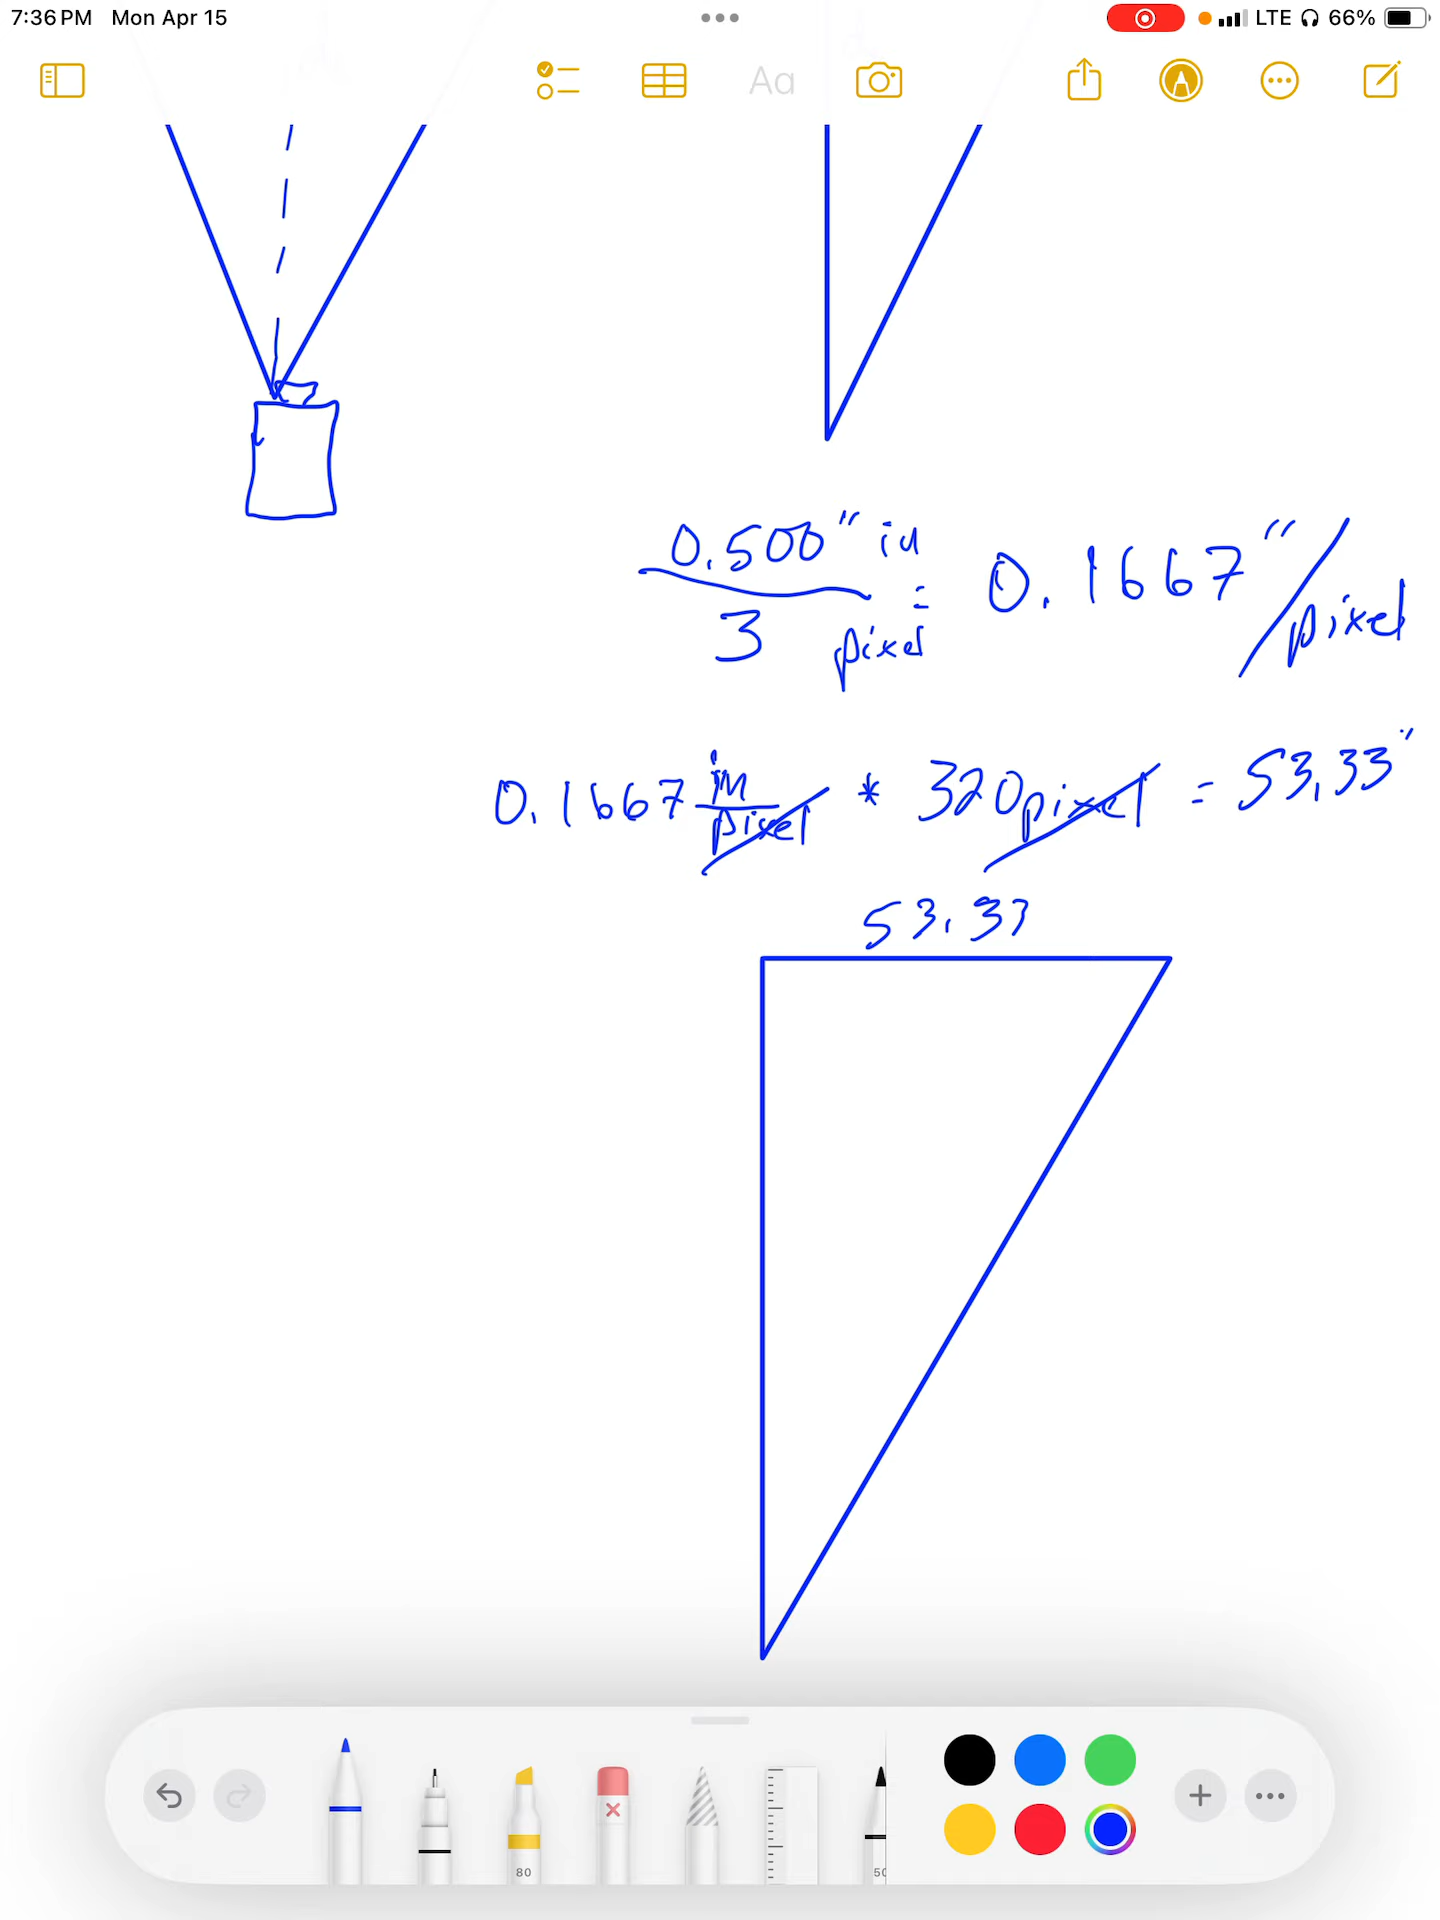 7:36 PM Mon Apr 15
LTE 66%
Aa
0.500" in
3 pixel
= 0.1667" / pixel
0.1667 in / pixel * 320 pixel = 53.33"
53.33
80
50